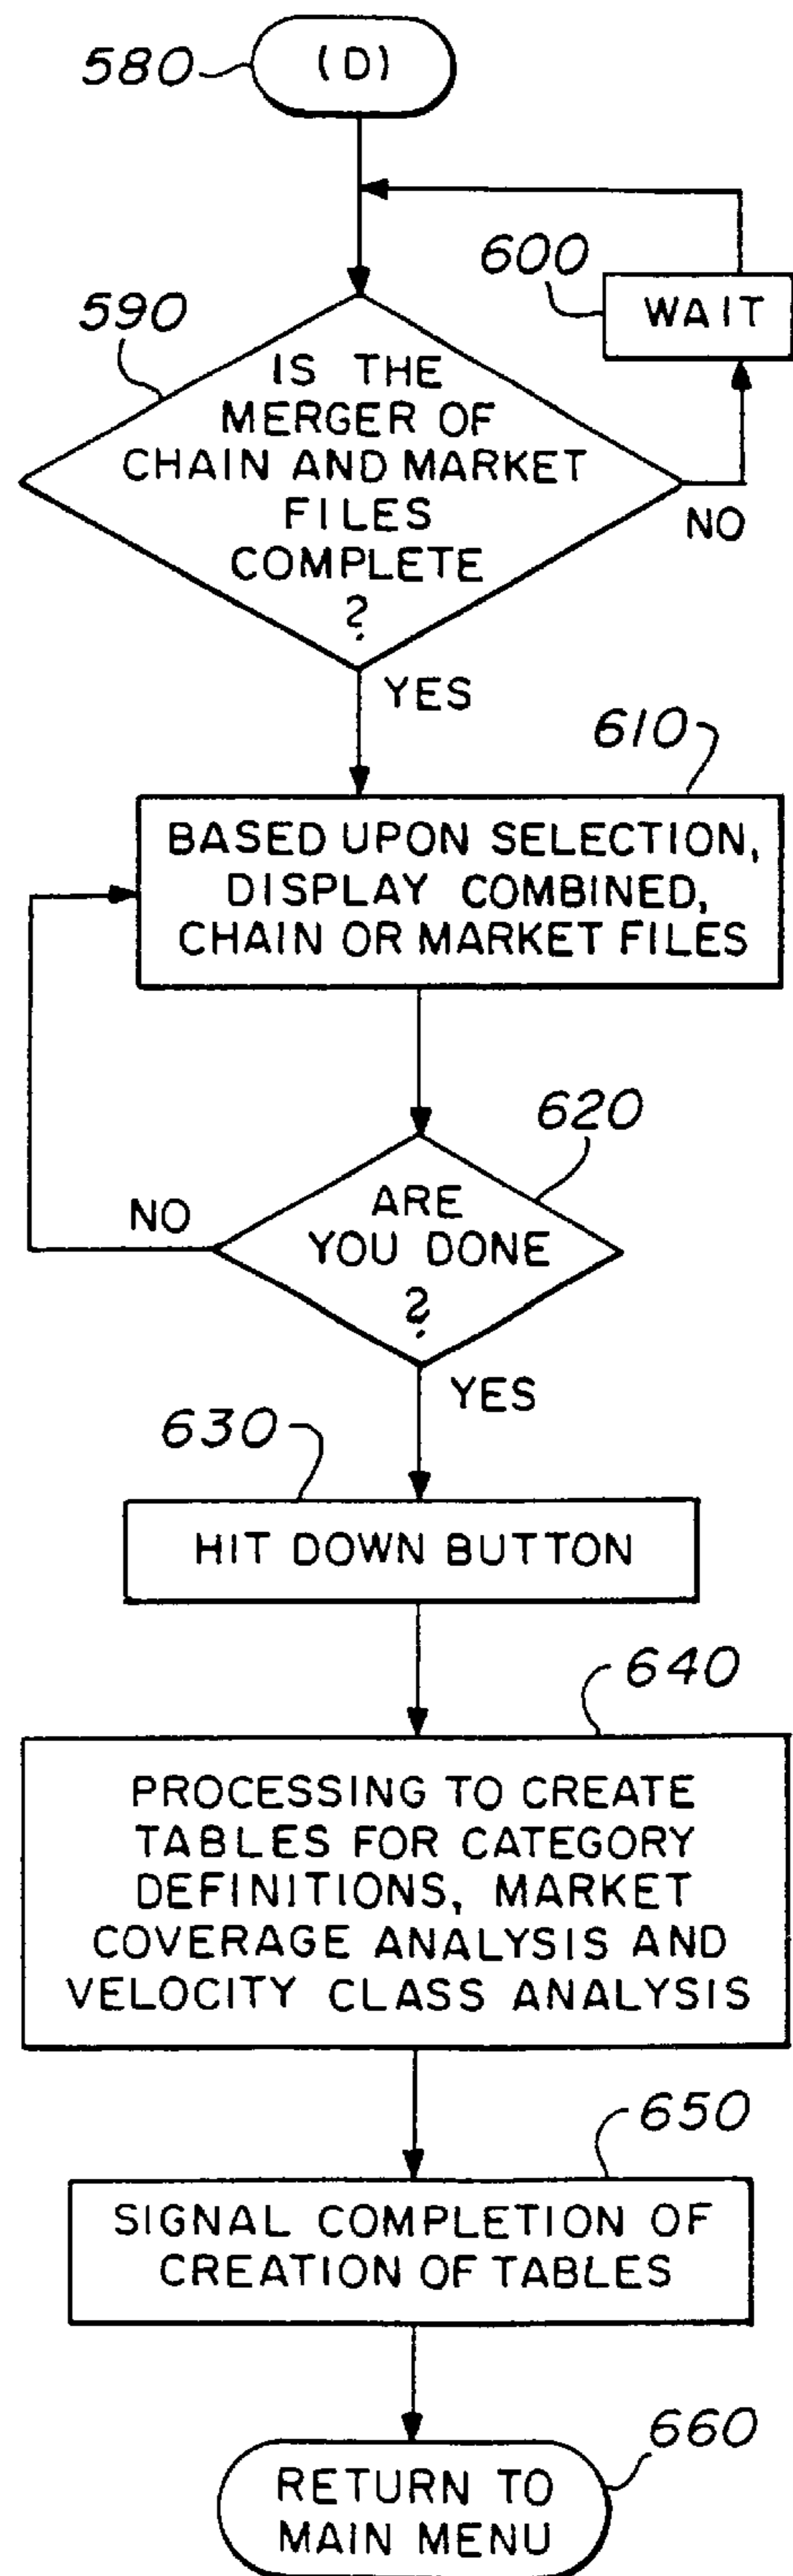 580
(D)
600
WAIT
590
IS THE
MERGER OF
CHAIN AND MARKET
FILES
COMPLETE
?
NO
YES
610
BASED UPON SELECTION,
DISPLAY COMBINED,
CHAIN OR MARKET FILES
620
ARE
YOU DONE
?
NO
YES
630
HIT DOWN BUTTON
640
PROCESSING TO CREATE
TABLES FOR CATEGORY
DEFINITIONS, MARKET
COVERAGE ANALYSIS AND
VELOCITY CLASS ANALYSIS
650
SIGNAL COMPLETION OF
CREATION OF TABLES
660
RETURN TO
MAIN MENU